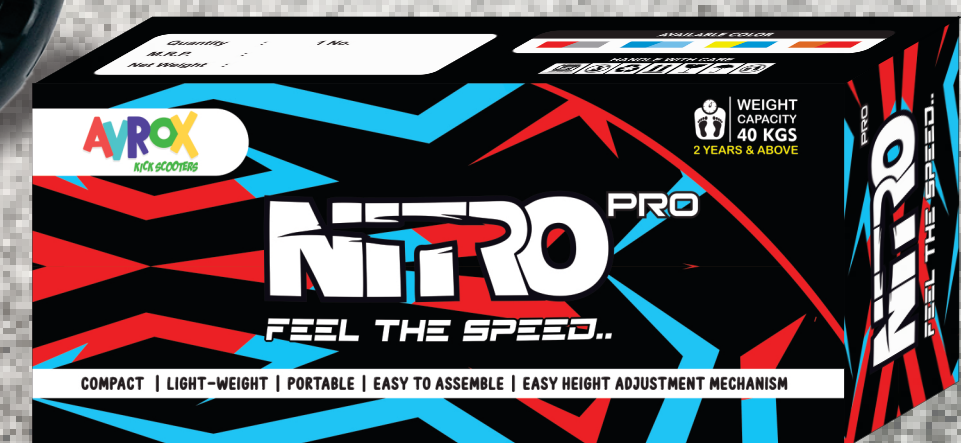 Quantity : 1 No.
M.R.P. :
Net Weight :
AVAILABLE COLOR
HANDLE WITH CARE
AVROX
KICK SCOOTERS
WEIGHT
CAPACITY
40 KGS
2 YEARS & ABOVE
NITRO PRO
FEEL THE SPEED..
COMPACT | LIGHT-WEIGHT | PORTABLE | EASY TO ASSEMBLE | EASY HEIGHT ADJUSTMENT MECHANISM
NITRO PRO
FEEL THE SPEED..